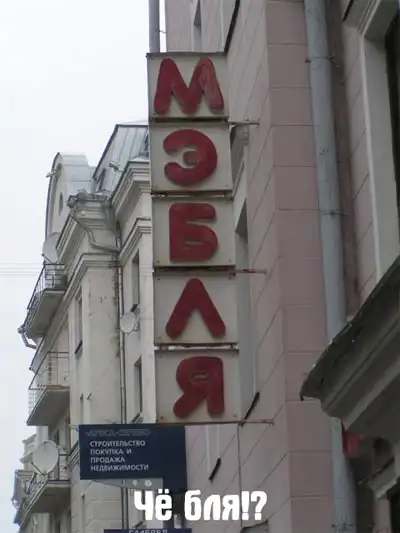 МЭБЛЯ
СТРОИТЕЛЬСТВО
ПОКУПКА И
ПРОДАЖА
НЕДВИЖИМОСТИ
Чё бля!?